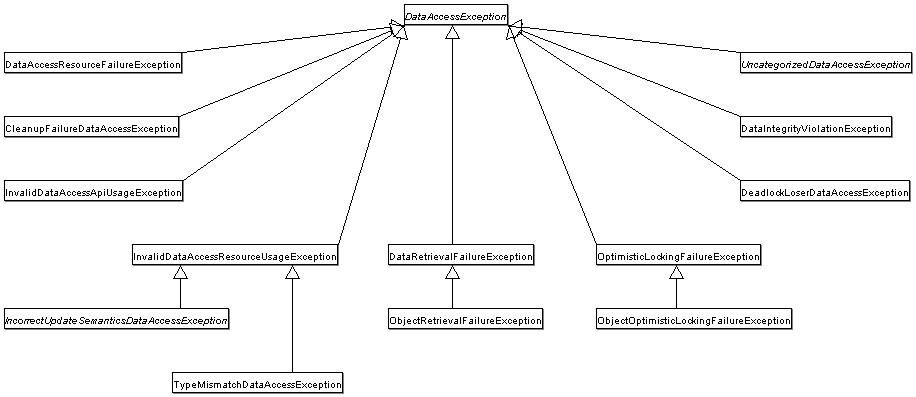 DataAccessException
DataAccessResourceFailureException
UncategorizedDataAccessException
CleanupFailureDataAccessException
DataIntegrityViolationException
InvalidDataAccessApiUsageException
DeadlockLoserDataAccessException
InvalidDataAccessResourceUsageException
DataRetrievalFailureException
OptimisticLockingFailureException
IncorrectUpdateSemanticsDataAccessException
ObjectRetrievalFailureException
ObjectOptimisticLockingFailureException
TypeMismatchDataAccessException